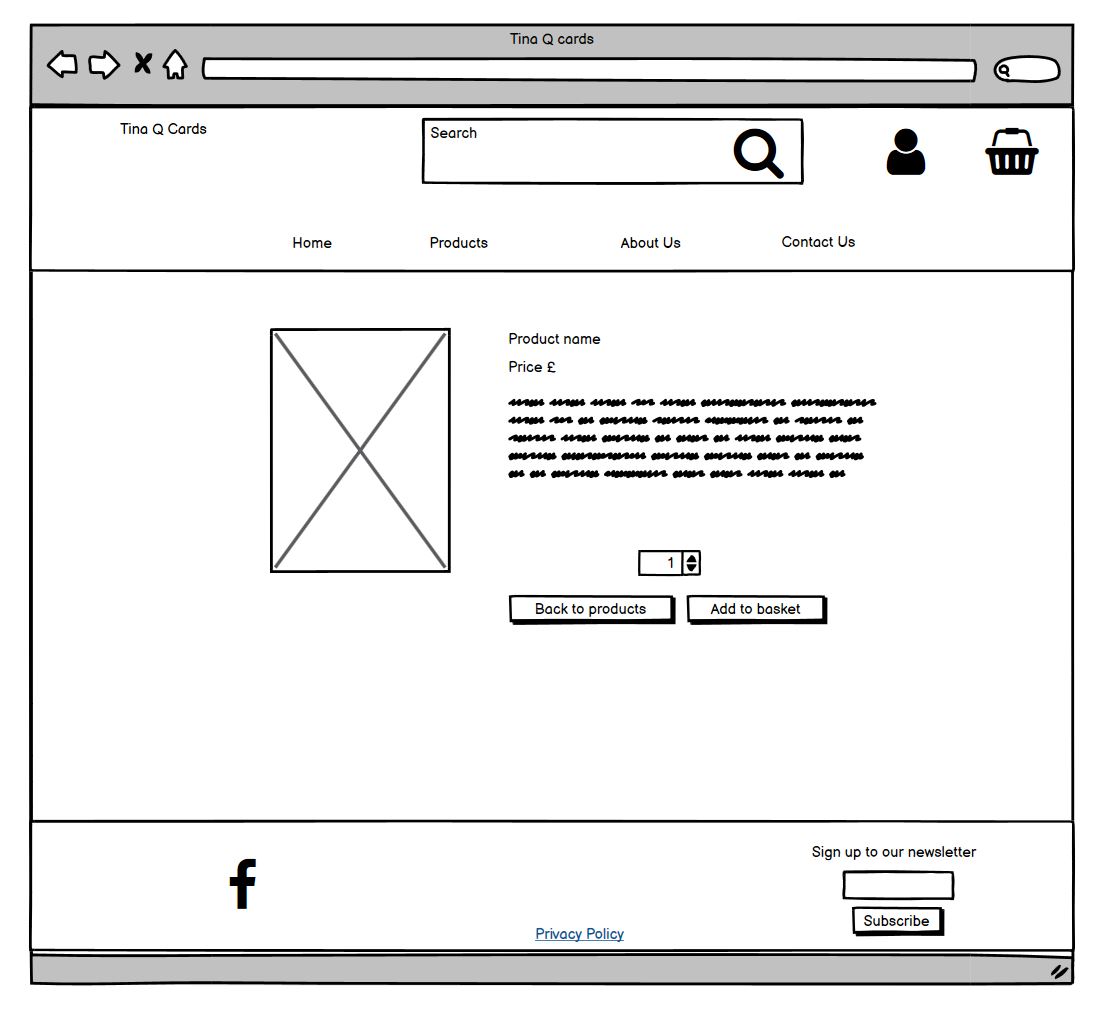 Tina Q cards
Tina Q Cards
Search
Home Products About Us Contact Us
Product name
Price £
1
Back to products Add to basket
Sign up to our newsletter
Subscribe
Privacy Policy